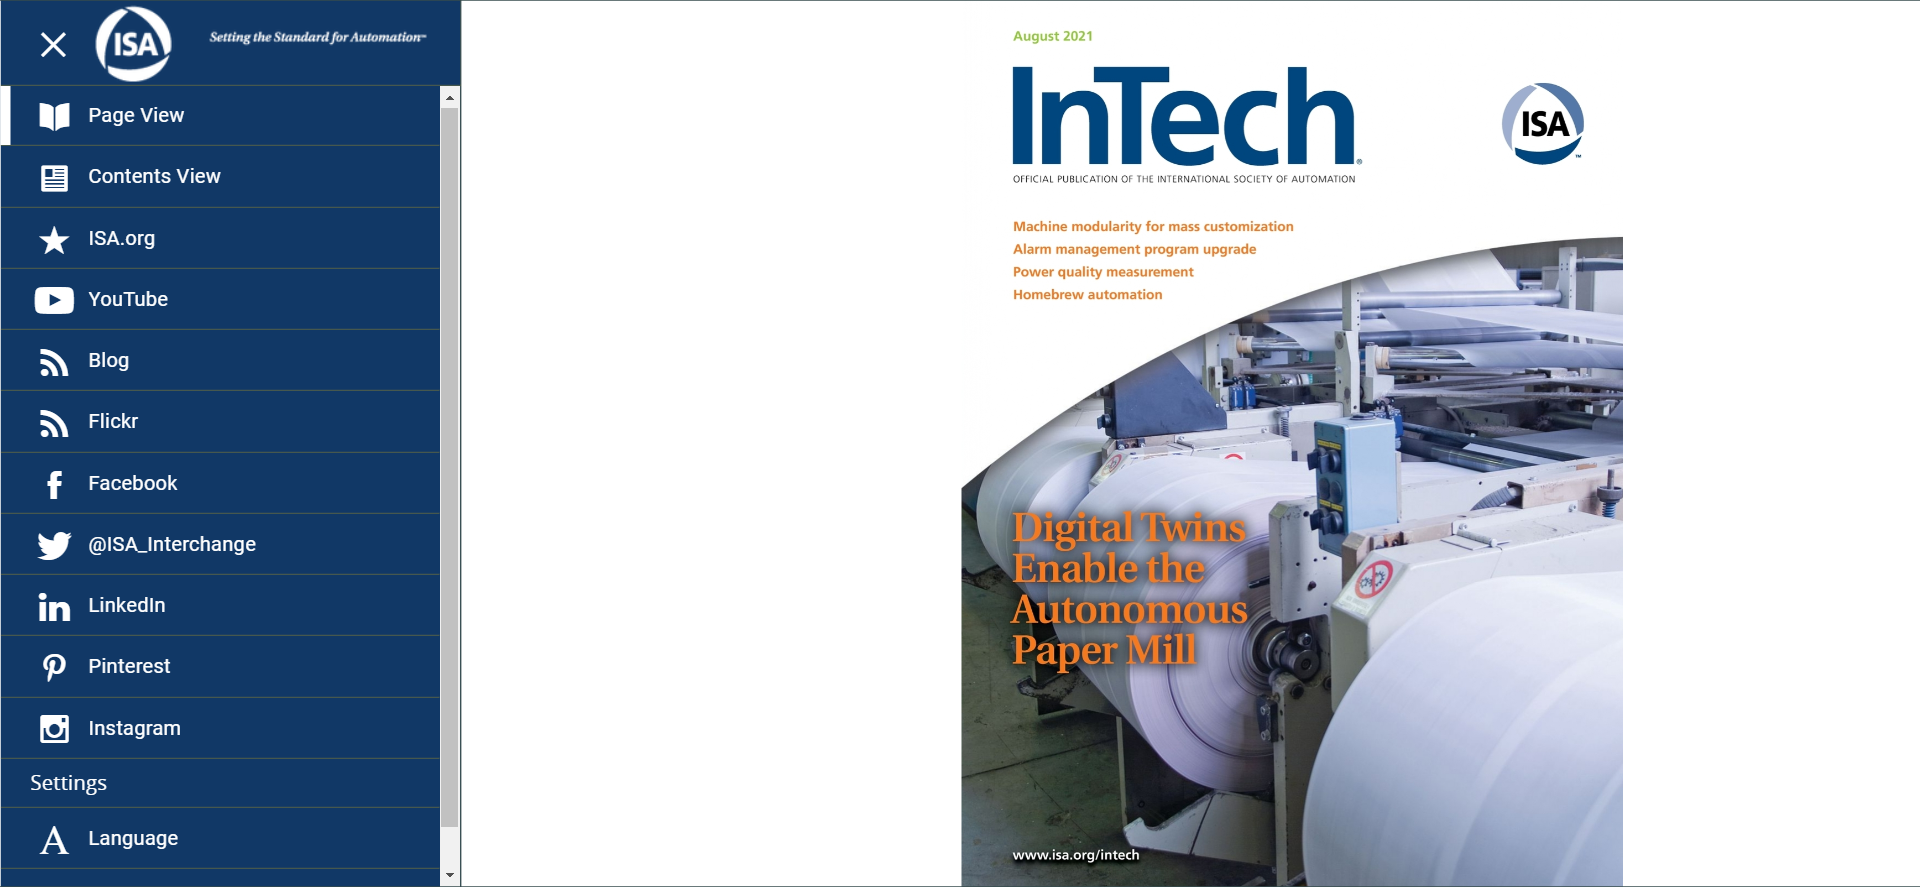 ISA
Setting the Standard for Automation™
Page View
Contents View
ISA.org
YouTube
Blog
Flickr
Facebook
@ISA_Interchange
LinkedIn
Pinterest
Instagram
Settings
A Language
August 2021
InTech®
OFFICIAL PUBLICATION OF THE INTERNATIONAL SOCIETY OF AUTOMATION
ISA™
Machine modularity for mass customization
Alarm management program upgrade
Power quality measurement
Homebrew automation
Digital Twins
Enable the
Autonomous
Paper Mill
www.isa.org/intech